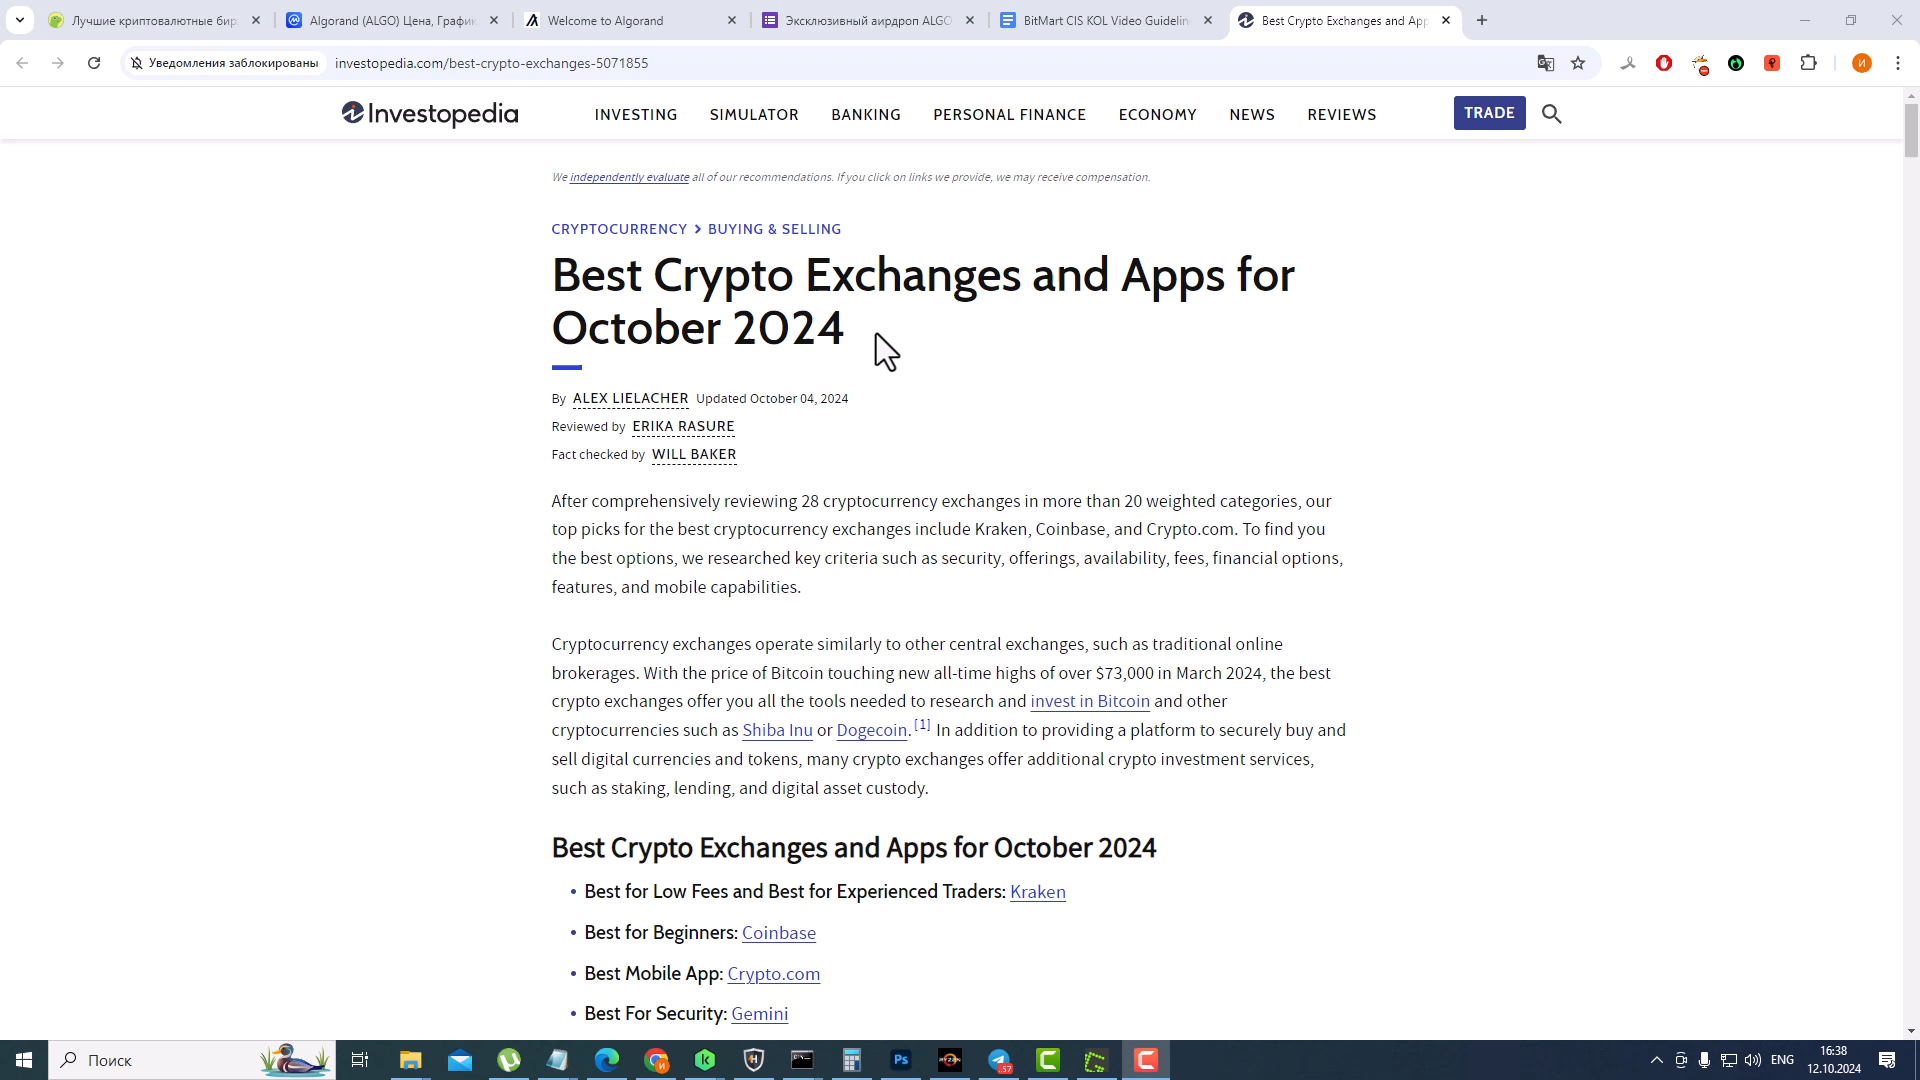 Лучшие криптовалютные бир
Algorand (ALGO) Цена, График
Welcome to Algorand
Эксклюзивный аирдроп ALGO
BitMart CIS KOL Video Guidelin
Best Crypto Exchanges and App
Уведомления заблокированы
investopedia.com/best-crypto-exchanges-5071855
И
Investopedia
INVESTING
SIMULATOR
BANKING
PERSONAL FINANCE
ECONOMY
NEWS
REVIEWS
TRADE
We independently evaluate all of our recommendations. If you click on links we provide, we may receive compensation.
CRYPTOCURRENCY > BUYING & SELLING
Best Crypto Exchanges and Apps for
October 2024
By ALEX LIELACHER Updated October 04, 2024
Reviewed by ERIKA RASURE
Fact checked by WILL BAKER
After comprehensively reviewing 28 cryptocurrency exchanges in more than 20 weighted categories, our
top picks for the best cryptocurrency exchanges include Kraken, Coinbase, and Crypto.com. To find you
the best options, we researched key criteria such as security, offerings, availability, fees, financial options,
features, and mobile capabilities.
Cryptocurrency exchanges operate similarly to other central exchanges, such as traditional online
brokerages. With the price of Bitcoin touching new all-time highs of over $73,000 in March 2024, the best
crypto exchanges offer you all the tools needed to research and invest in Bitcoin and other
cryptocurrencies such as Shiba Inu or Dogecoin.[1] In addition to providing a platform to securely buy and
sell digital currencies and tokens, many crypto exchanges offer additional crypto investment services,
such as staking, lending, and digital asset custody.
Best Crypto Exchanges and Apps for October 2024
• Best for Low Fees and Best for Experienced Traders: Kraken
• Best for Beginners: Coinbase
• Best Mobile App: Crypto.com
• Best For Security: Gemini
Поиск
Ps
RYZEN
57
ENG
16:38
12.10.2024